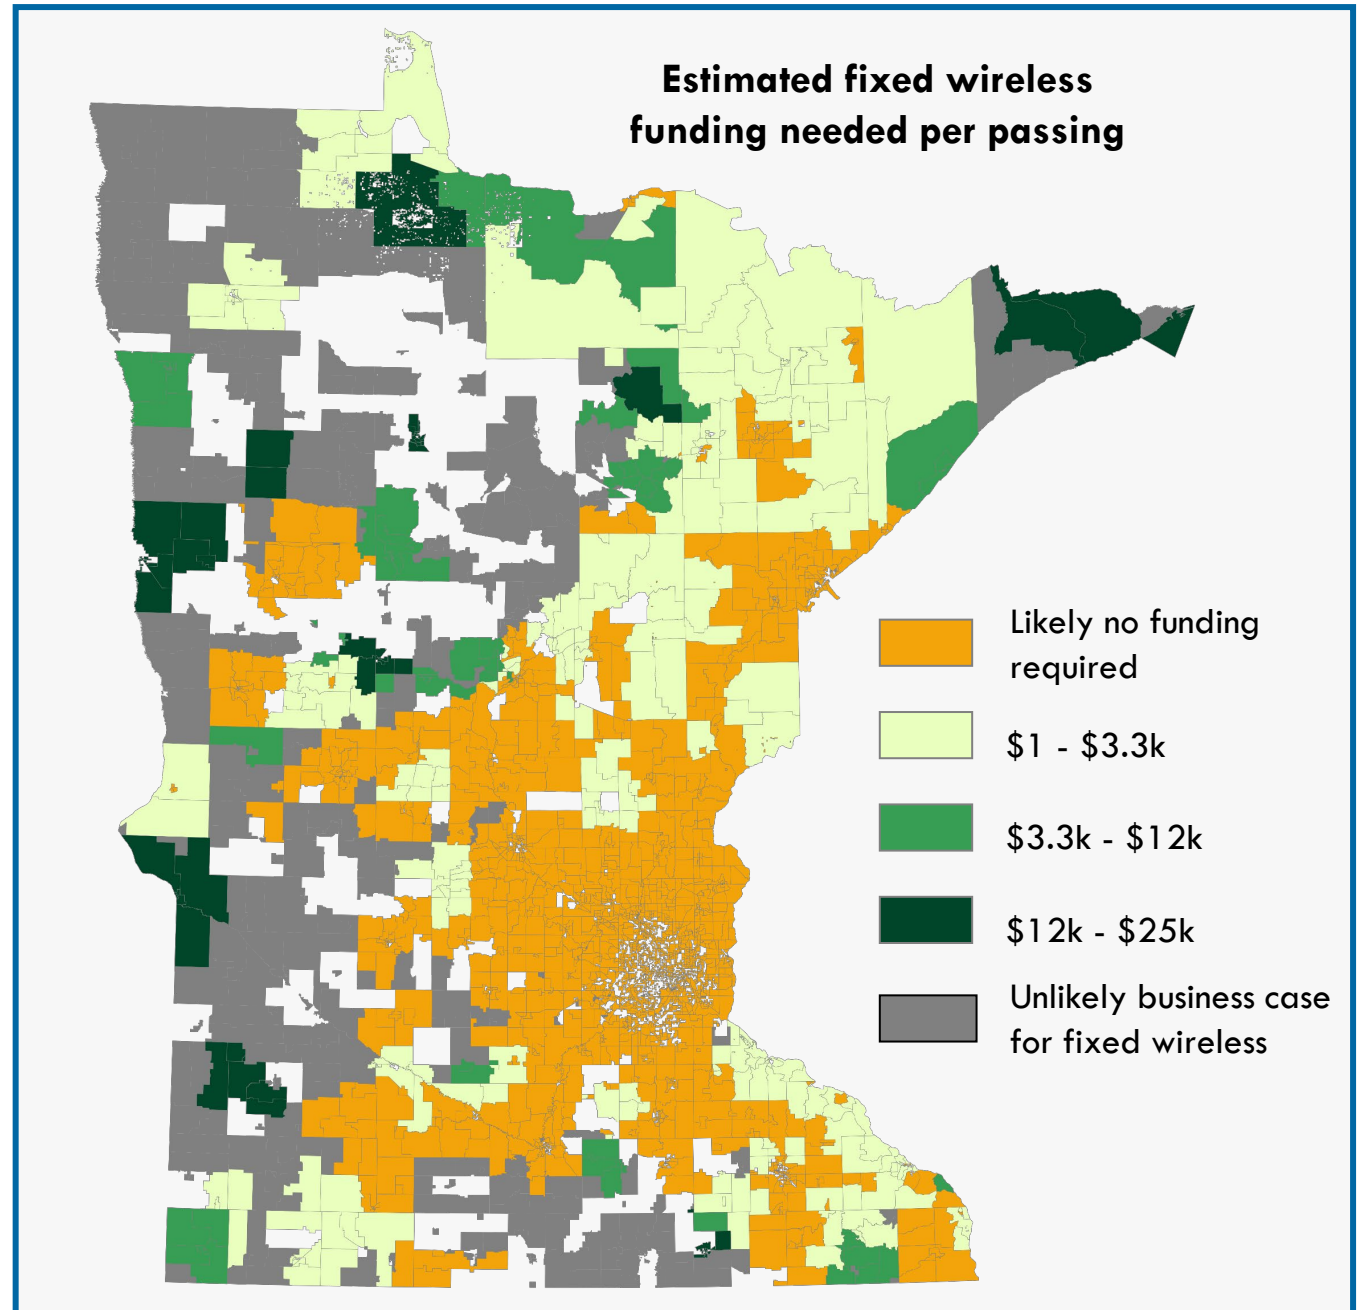 Estimated fixed wireless
funding needed per passing
Likely no funding
required
$1 - $3.3k
$3.3k - $12k
$12k - $25k
Unlikely business case
for fixed wireless